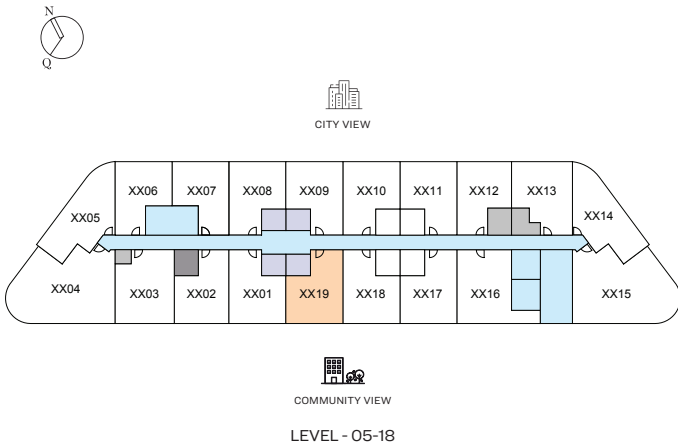 N
Q
CITY VIEW
XX06 XX07 XX08 XX09 XX10 XX11 XX12 XX13
XX05 XX14
XX04 XX03 XX02 XX01 XX19 XX18 XX17 XX16 XX15
COMMUNITY VIEW
LEVEL - 05-18